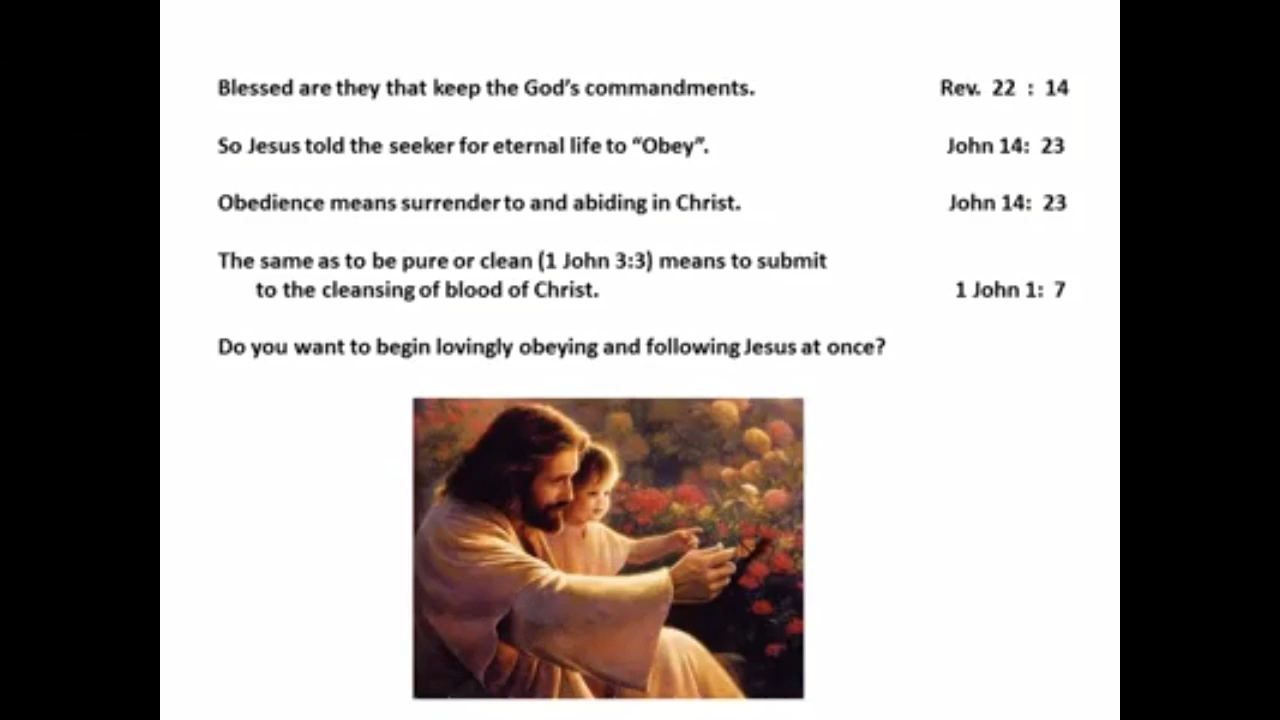 Blessed are they that keep the God's commandments. Rev. 22 : 14
So Jesus told the seeker for eternal life to “Obey”. John 14: 23
Obedience means surrender to and abiding in Christ. John 14: 23
The same as to be pure or clean (1 John 3:3) means to submit
to the cleansing of blood of Christ. 1 John 1: 7
Do you want to begin lovingly obeying and following Jesus at once?